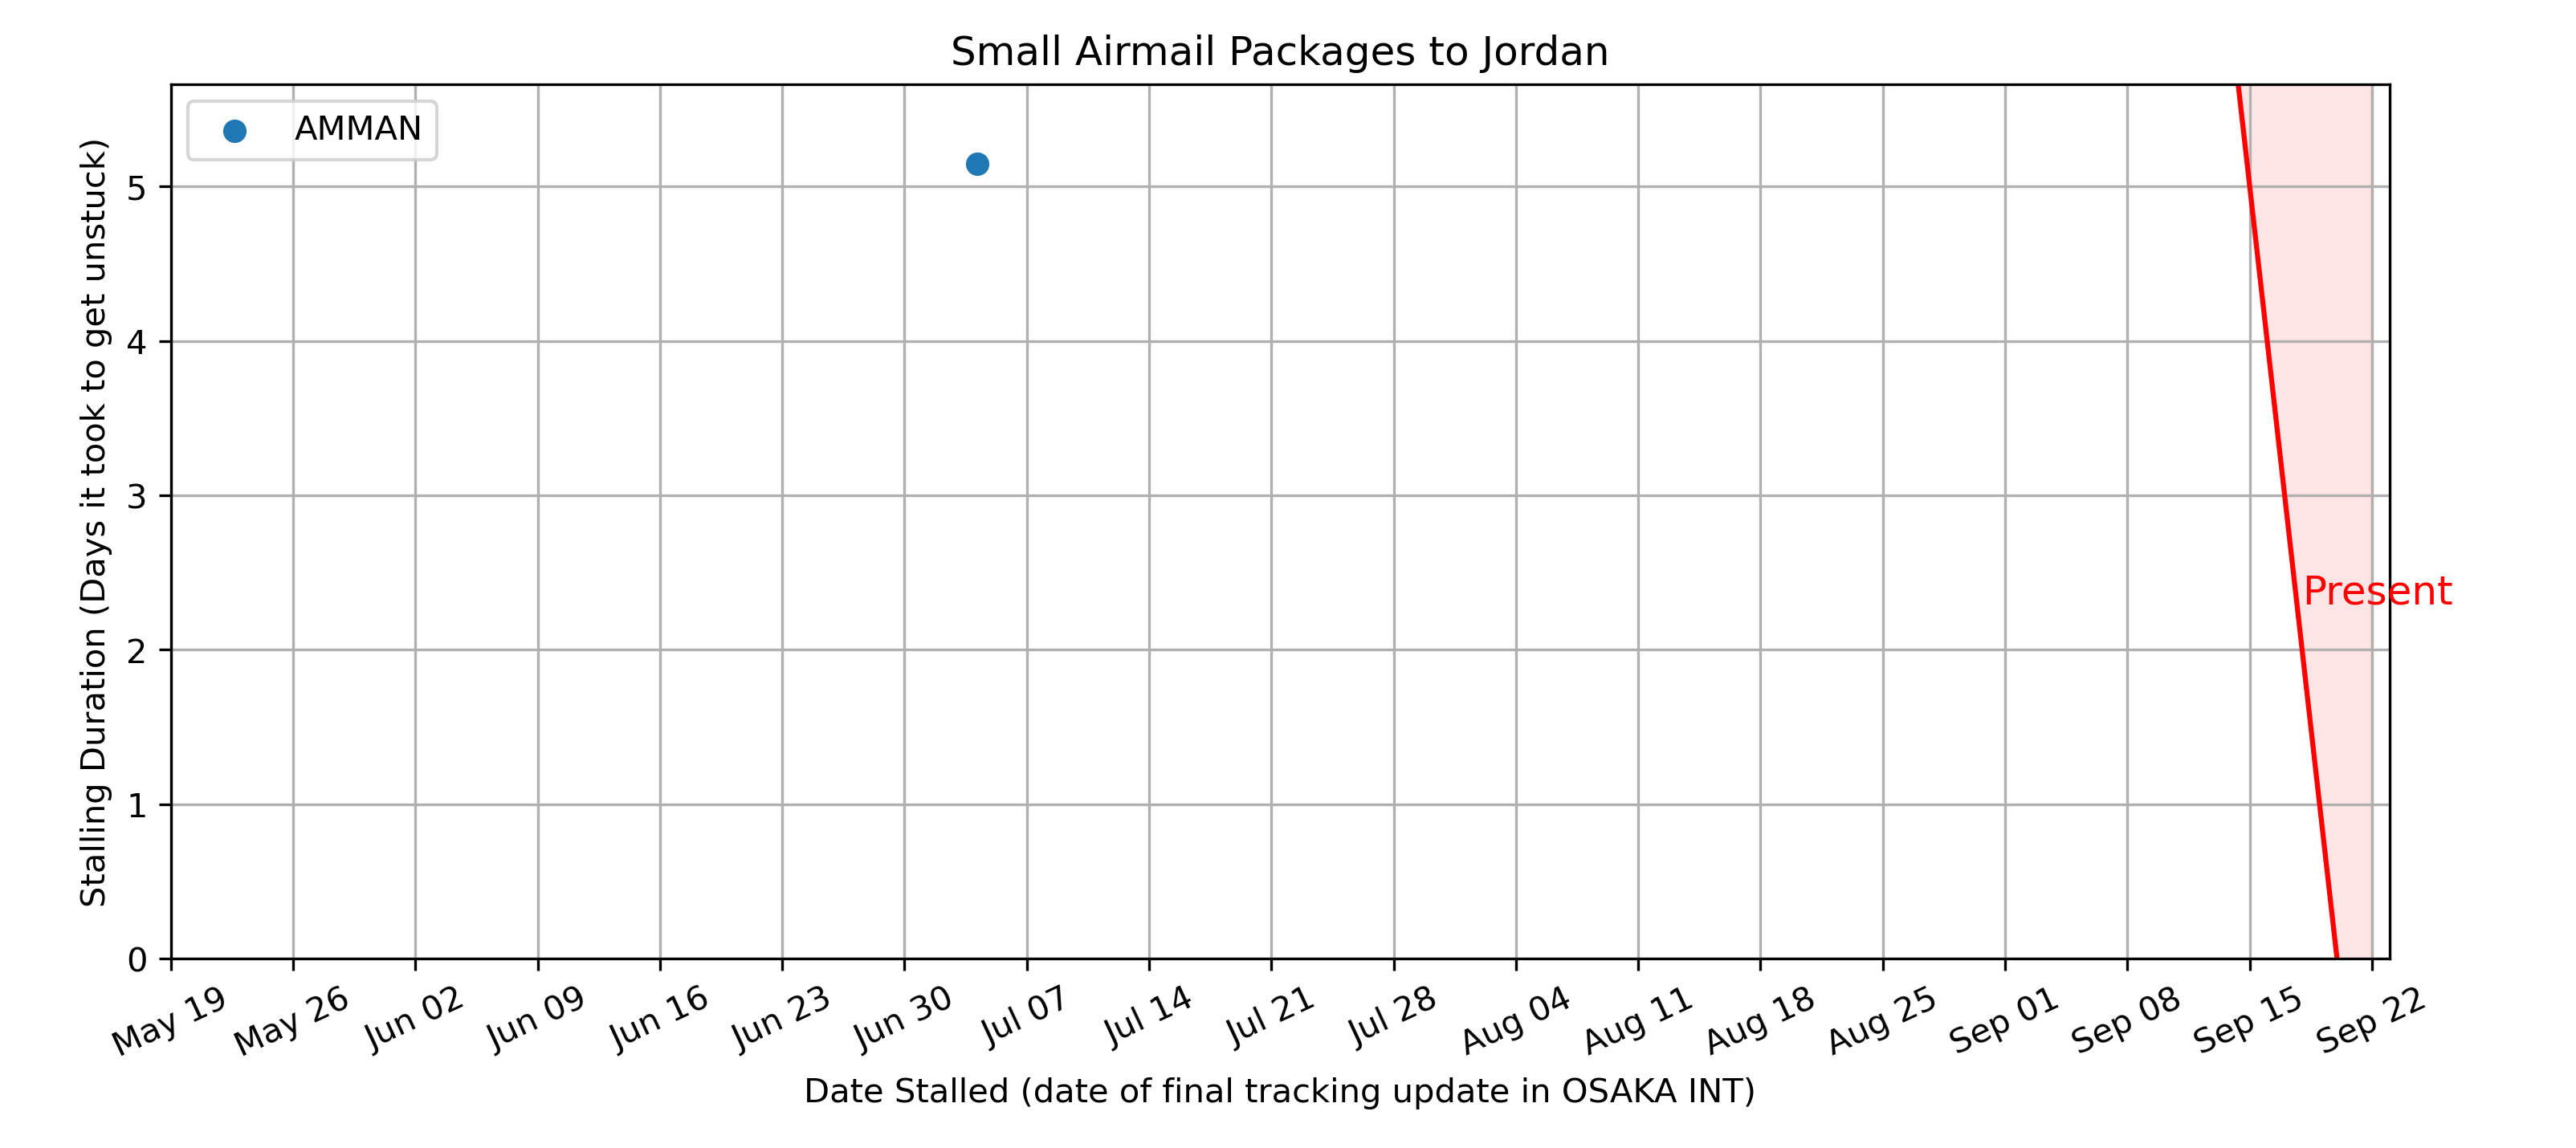 Small Airmail Packages to Jordan
AMMAN
Stalling Duration (Days it took to get unstuck)
5
4
3
2
1
0
Present
May 19
May 26
Jun 02
Jun 09
Jun 16
Jun 23
Jun 30
Jul 07
Jul 14
Jul 21
Jul 28
Aug 04
Aug 11
Aug 18
Aug 25
Sep 01
Sep 08
Sep 15
Sep 22
Date Stalled (date of final tracking update in OSAKA INT)